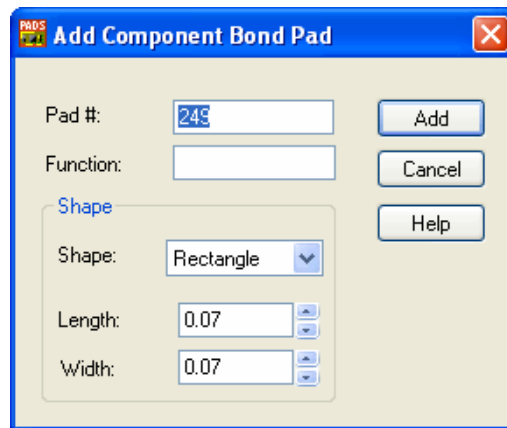 PADS Add Component Bond Pad
Pad #: 249 Add
Function: Cancel
Shape Help
Shape: Rectangle
Length: 0.07
Width: 0.07